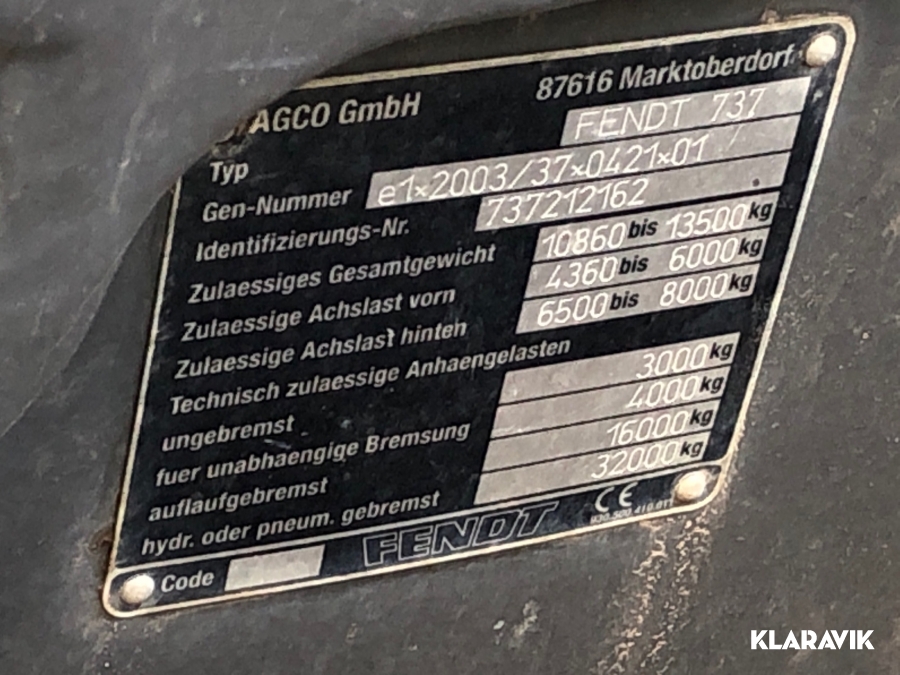 AGCO GmbH 87616 Marktoberdorf
Typ FENDT 737
Gen-Nummer e1*2003/37*0421*01 /
Identifizierungs-Nr. 737212162
Zulaessiges Gesamtgewicht 10860 bis 13500 kg
Zulaessige Achslast vorn 4360 bis 6000 kg
Zulaessige Achslast hinten 6500 bis 8000 kg
Technisch zulaessige Anhaengelasten
ungebremst 3000 kg
fuer unabhaengige Bremsung 4000 kg
auflaufgebremst 16000 kg
hydr. oder pneum. gebremst 32000 kg
Code FENDT CE
KLARAVIK